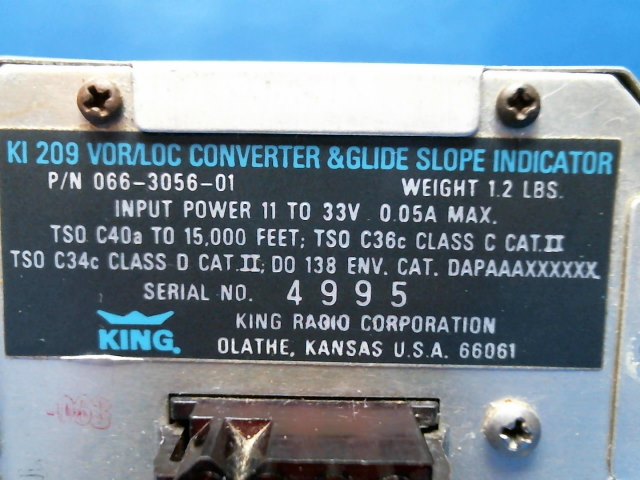 KI 209 VOR/LOC CONVERTER &GLIDE SLOPE INDICATOR
P/N 066-3056-01 WEIGHT 1.2 LBS.
INPUT POWER 11 TO 33V 0.05A MAX.
TSO C40a TO 15,000 FEET; TSO C36c CLASS C CAT.II
TSO C34c CLASS D CAT.II; DO 138 ENV. CAT. DAPAAAXXXXXX
SERIAL NO. 4995
KING RADIO CORPORATION
KING.
OLATHE, KANSAS U.S.A. 66061